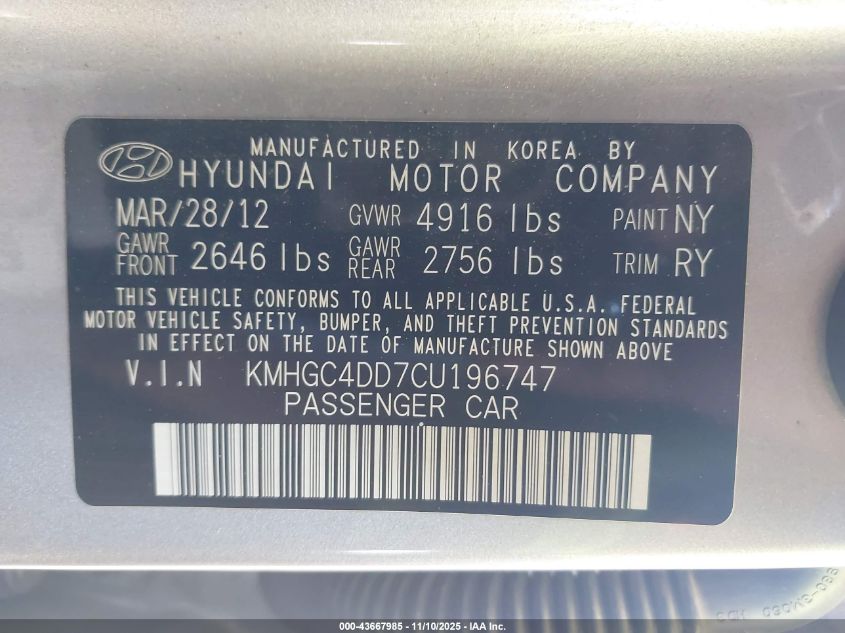 MANUFACTURED IN KOREA BY
HYUNDAI MOTOR COMPANY
MAR/28/12 GVWR 4916 lbs PAINT NY
GAWR FRONT 2646 lbs GAWR REAR 2756 lbs TRIM RY
THIS VEHICLE CONFORMS TO ALL APPLICABLE U.S.A. FEDERAL
MOTOR VEHICLE SAFETY, BUMPER, AND THEFT PREVENTION STANDARDS
IN EFFECT ON THE DATE OF MANUFACTURE SHOWN ABOVE
V.I.N KMHGC4DD7CU196747
PASSENGER CAR
000-43667985 - 11/10/2025 - IAA Inc.